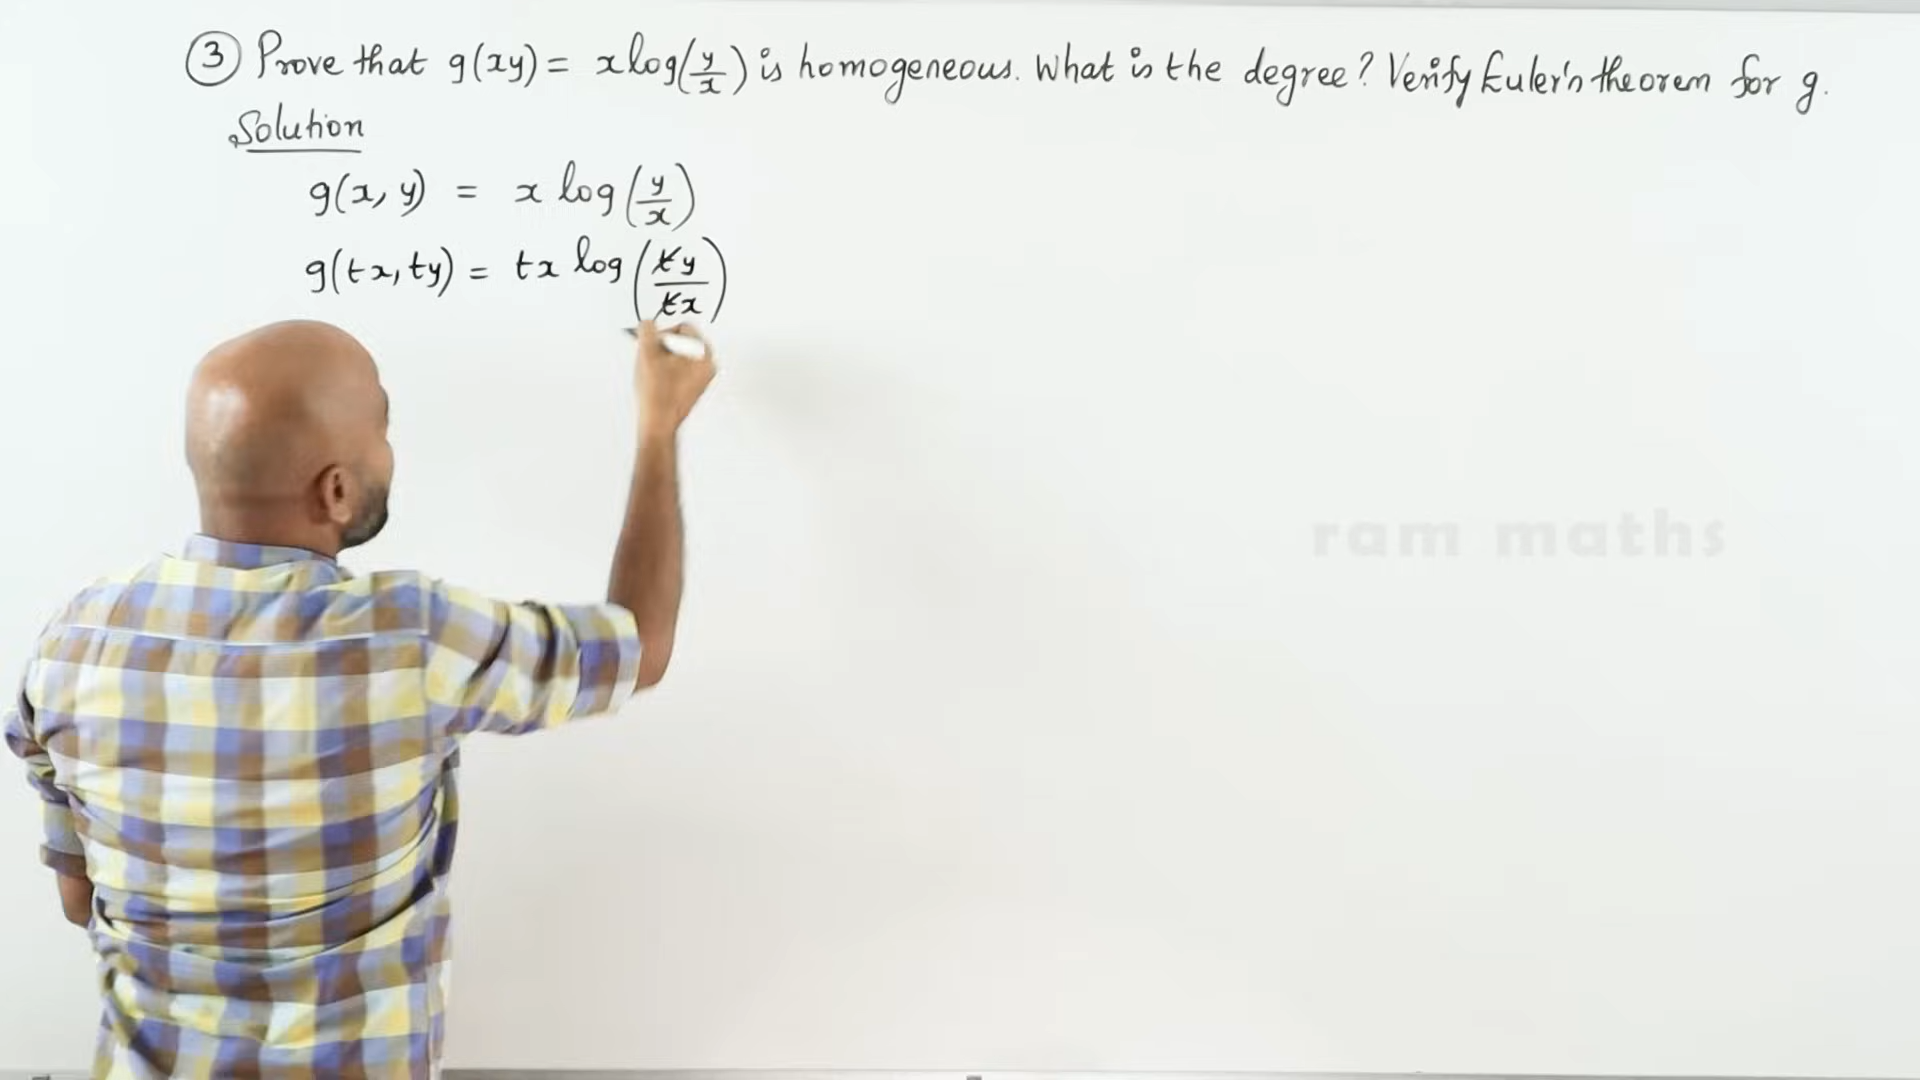 ③ Prove that g(xy) = x log(y/x) is homogeneous. What is the degree? Verify Euler's theorem for g.
Solution
g(x, y) = x log(y/x)
g(tx, ty) = tx log(ty/tx)
ram maths